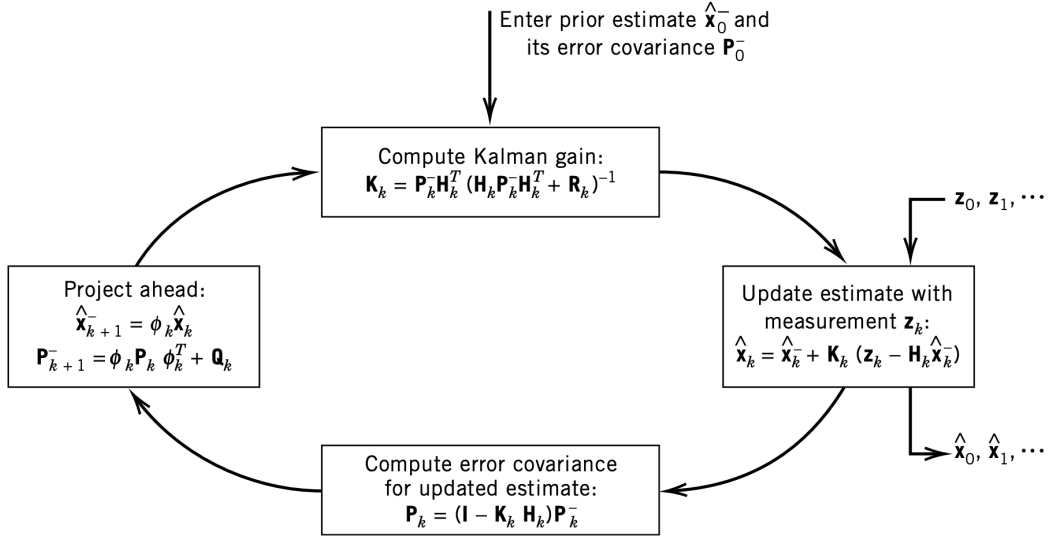 Enter prior estimate x̂₀⁻ and
its error covariance P₀⁻
Compute Kalman gain:
Kₖ = Pₖ⁻Hₖᵀ (HₖPₖ⁻Hₖᵀ + Rₖ)⁻¹
z₀, z₁, ⋯
Update estimate with
measurement zₖ:
x̂ₖ = x̂ₖ⁻ + Kₖ (zₖ − Hₖx̂ₖ⁻)
x̂₀, x̂₁, ⋯
Compute error covariance
for updated estimate:
Pₖ = (I − Kₖ Hₖ)Pₖ⁻
Project ahead:
x̂ₖ₊₁⁻ = ϕₖx̂ₖ
Pₖ₊₁⁻ = ϕₖPₖ ϕₖᵀ + Qₖ